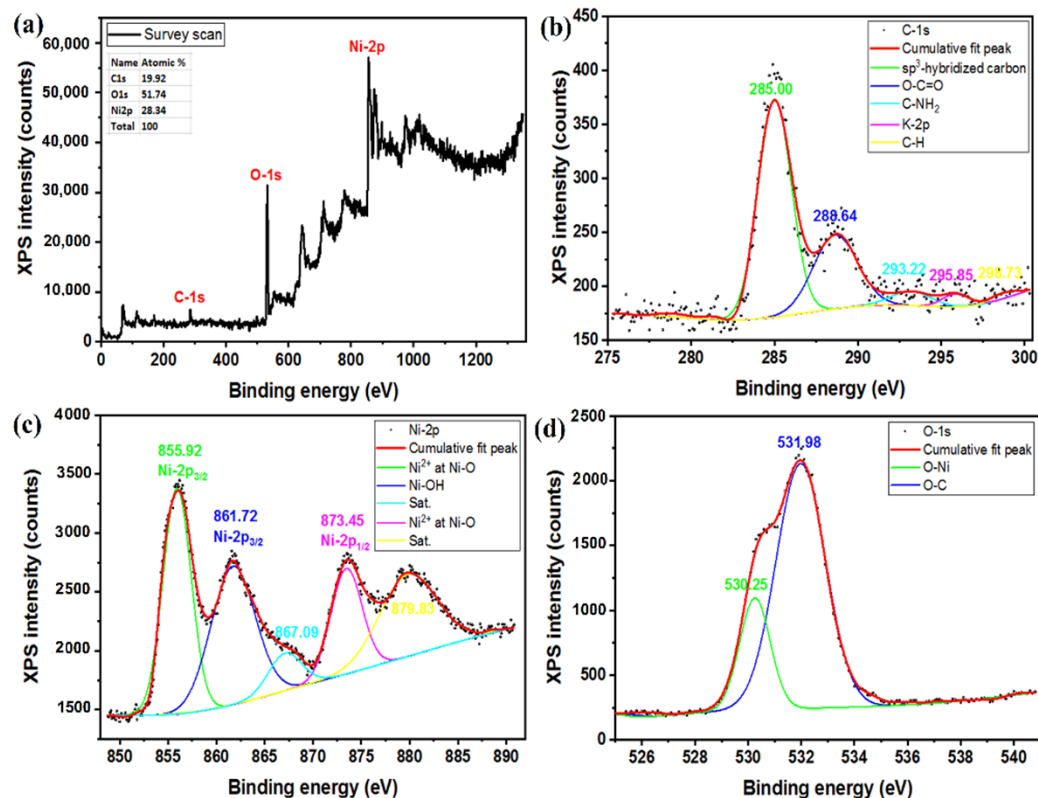 (a)
Survey scan
Name Atomic %
C1s 19.92
O1s 51.74
Ni2p 28.34
Total 100
Ni-2p
O-1s
C-1s
60,000
50,000
40,000
30,000
20,000
10,000
0
0 200 400 600 800 1000 1200
XPS intensity (counts)
Binding energy (eV)
(b)
C-1s
Cumulative fit peak
sp³-hybridized carbon
O-C=O
C-NH₂
K-2p
C-H
285.00
288.64
293.22
295.85
298.73
450
400
350
300
250
200
150
275 280 285 290 295 300
XPS intensity (counts)
Binding energy (eV)
(c)
Ni-2p
Cumulative fit peak
Ni²⁺ at Ni-O
Ni-OH
Sat.
Ni²⁺ at Ni-O
Sat.
855.92
Ni-2p₃/₂
861.72
Ni-2p₃/₂
873.45
Ni-2p₁/₂
867.09
879.83
4000
3500
3000
2500
2000
1500
850 855 860 865 870 875 880 885 890
XPS intensity (counts)
Binding energy (eV)
(d)
O-1s
Cumulative fit peak
O-Ni
O-C
531.98
530.25
2500
2000
1500
1000
500
0
526 528 530 532 534 536 538 540
XPS intensity (counts)
Binding energy (eV)